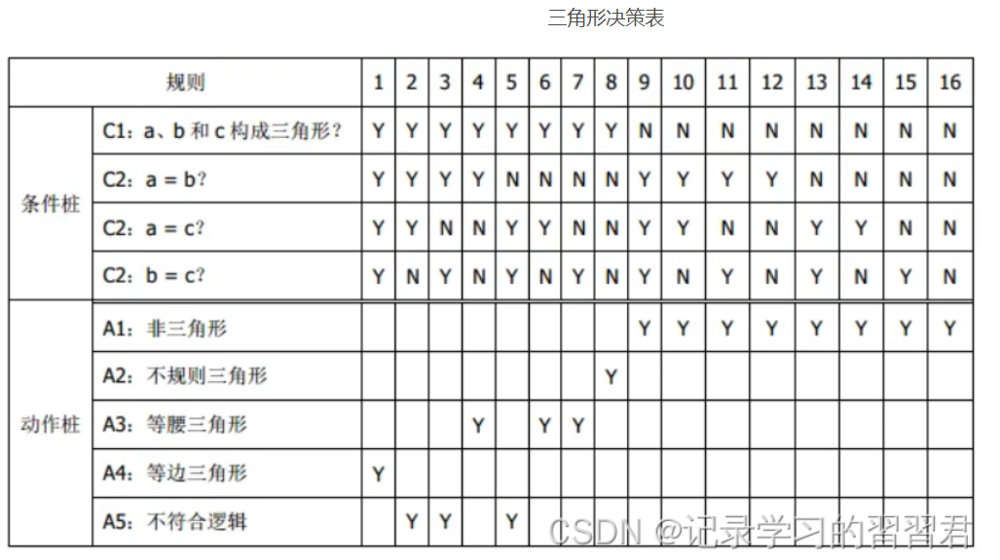 三角形决策表
规则 1 2 3 4 5 6 7 8 9 10 11 12 13 14 15 16
条件桩
C1：a、b 和 c 构成三角形？ Y Y Y Y Y Y Y Y N N N N N N N N
C2：a = b？ Y Y Y Y N N N N Y Y Y Y N N N N
C2：a = c？ Y Y N N Y Y N N Y Y N N Y Y N N
C2：b = c？ Y N Y N Y N Y N Y N Y N Y N Y N
动作桩
A1：非三角形 Y Y Y Y Y Y Y Y
A2：不规则三角形 Y
A3：等腰三角形 Y Y Y
A4：等边三角形 Y
A5：不符合逻辑 Y Y Y
CSDN @记录学习的習習君